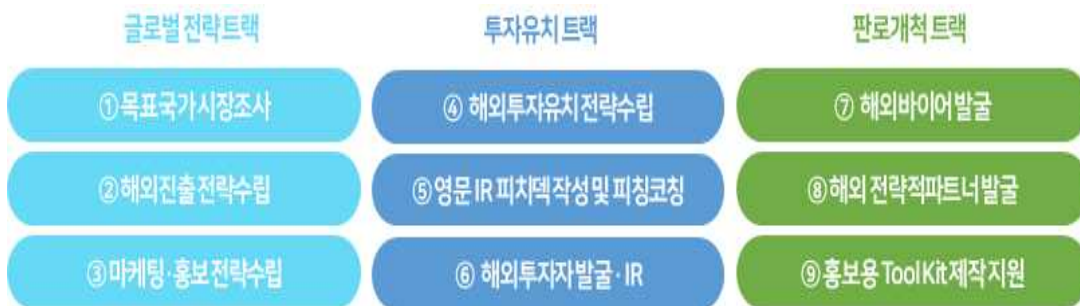 글로벌 전략 트랙
① 목표국가 시장조사
② 해외진출 전략수립
③ 마케팅·홍보 전략수립
투자유치 트랙
④ 해외투자유치 전략수립
⑤ 영문 IR 피치덱 작성 및 피칭코칭
⑥ 해외투자자 발굴·IR
판로개척 트랙
⑦ 해외바이어 발굴
⑧ 해외 전략적파트너 발굴
⑨ 홍보용 Tool Kit 제작 지원